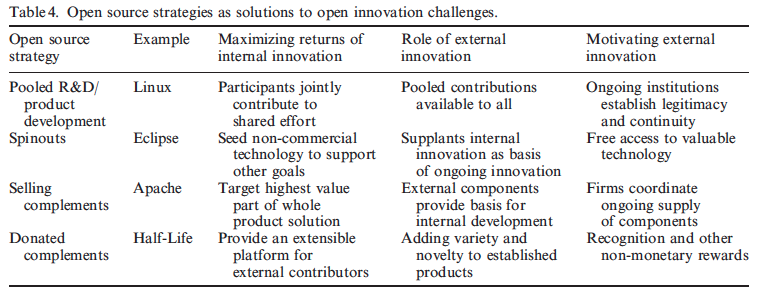 Table 4. Open source strategies as solutions to open innovation challenges.
Open source Example Maximizing returns of Role of external Motivating external
strategy internal innovation innovation innovation
Pooled R&D/ Linux Participants jointly Pooled contributions Ongoing institutions
product contribute to available to all establish legitimacy
development shared effort and continuity
Spinouts Eclipse Seed non-commercial Supplants internal Free access to valuable
technology to support innovation as basis technology
other goals of ongoing innovation
Selling Apache Target highest value External components Firms coordinate
complements part of whole provide basis for ongoing supply
product solution internal development of components
Donated Half-Life Provide an extensible Adding variety and Recognition and other
complements platform for novelty to established non-monetary rewards
external contributors products